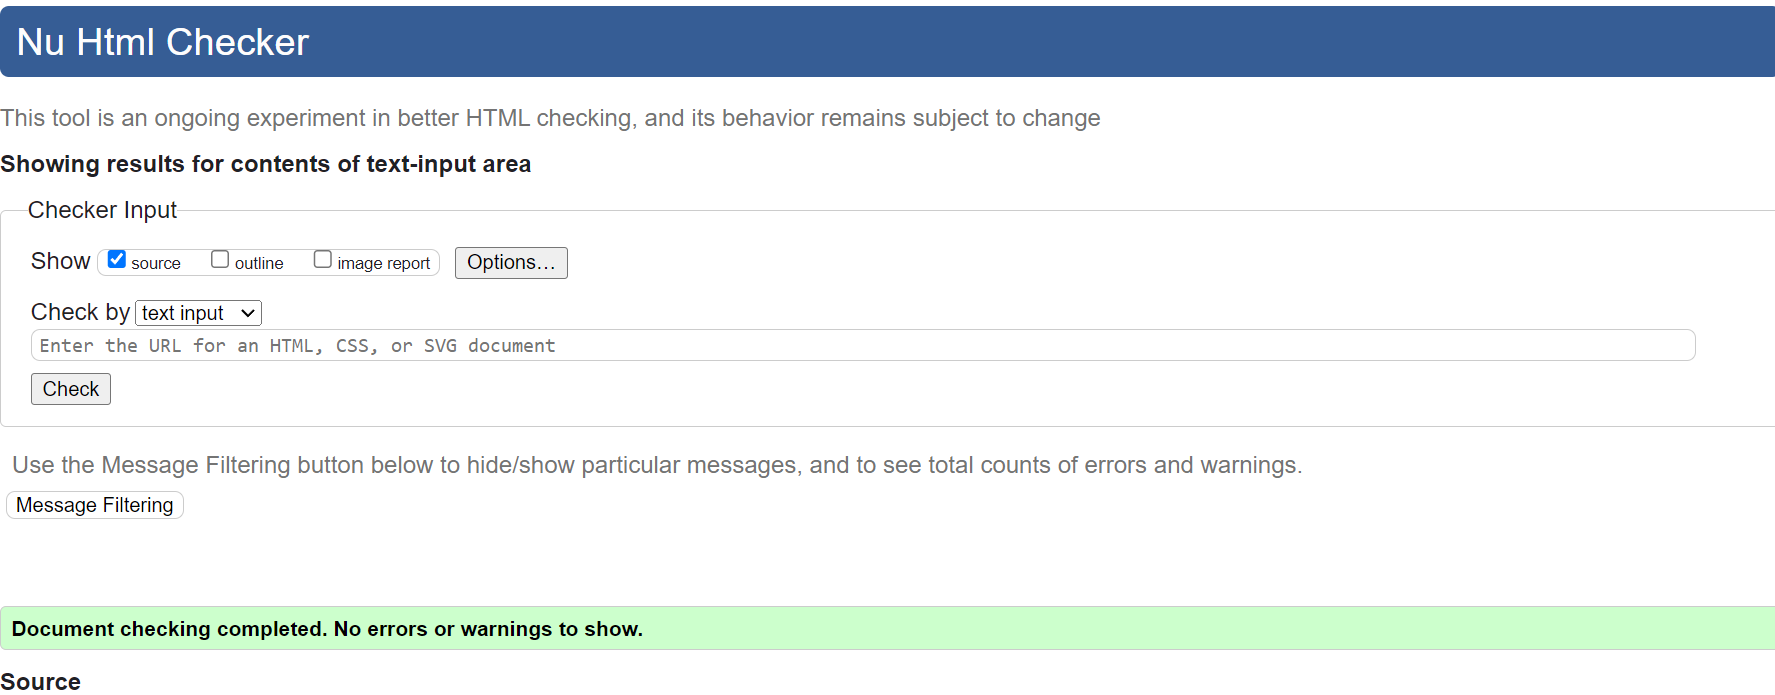 Nu Html Checker
This tool is an ongoing experiment in better HTML checking, and its behavior remains subject to change
Showing results for contents of text-input area
Checker Input
Show source outline image report Options...
Check by text input
Enter the URL for an HTML, CSS, or SVG document
Check
Use the Message Filtering button below to hide/show particular messages, and to see total counts of errors and warnings.
Message Filtering
Document checking completed. No errors or warnings to show.
Source